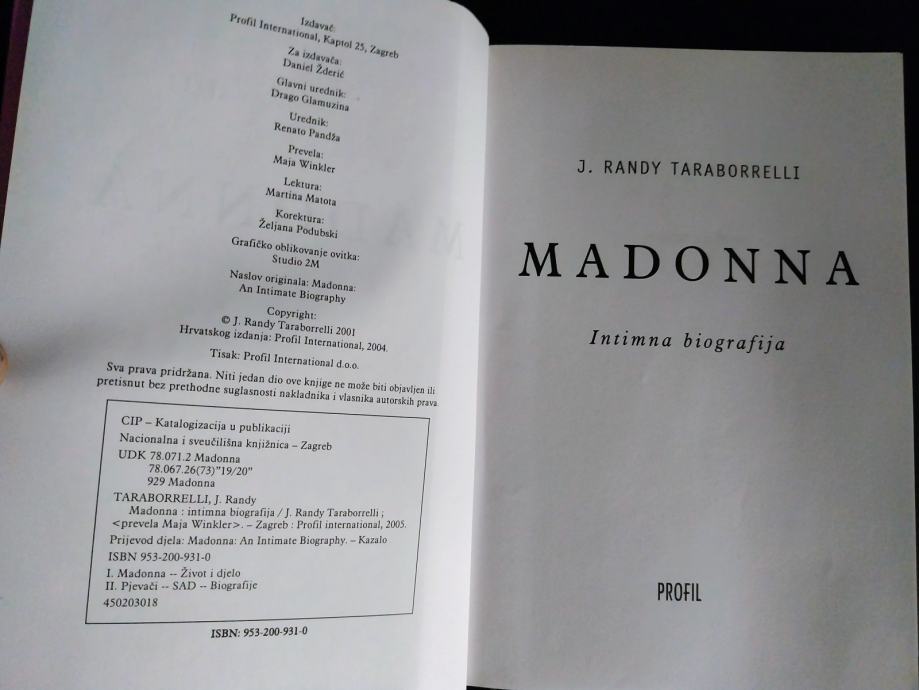 Izdavač:
Profil International, Kaptol 25, Zagreb
Za izdavača:
Daniel Žderić
Glavni urednik:
Drago Glamuzina
Urednik:
Renato Pandža
Prevela:
Maja Winkler
Lektura:
Martina Matota
Korektura:
Željana Podubski
Grafičko oblikovanje ovitka:
Studio 2M
Naslov originala: Madonna:
An Intimate Biography
Copyright:
© J. Randy Taraborrelli 2001
Hrvatskog izdanja: Profil International, 2004.
Tisak: Profil International d.o.o.
Sva prava pridržana. Niti jedan dio ove knjige ne može biti objavljen ili
pretisnut bez prethodne suglasnosti nakladnika i vlasnika autorskih prava.
CIP – Katalogizacija u publikaciji
Nacionalna i sveučilišna knjižnica – Zagreb
UDK 78.071.2 Madonna
78.067.26(73)"19/20"
929 Madonna
TARABORRELLI, J. Randy
Madonna : intimna biografija / J. Randy Taraborrelli ;
<prevela Maja Winkler>. – Zagreb : Profil international, 2005.
Prijevod djela: Madonna: An Intimate Biography. – Kazalo
ISBN 953-200-931-0
I. Madonna -- Život i djelo
II. Pjevači -- SAD -- Biografije
450203018
ISBN: 953-200-931-0
J. RANDY TARABORRELLI
MADONNA
Intimna biografija
PROFIL